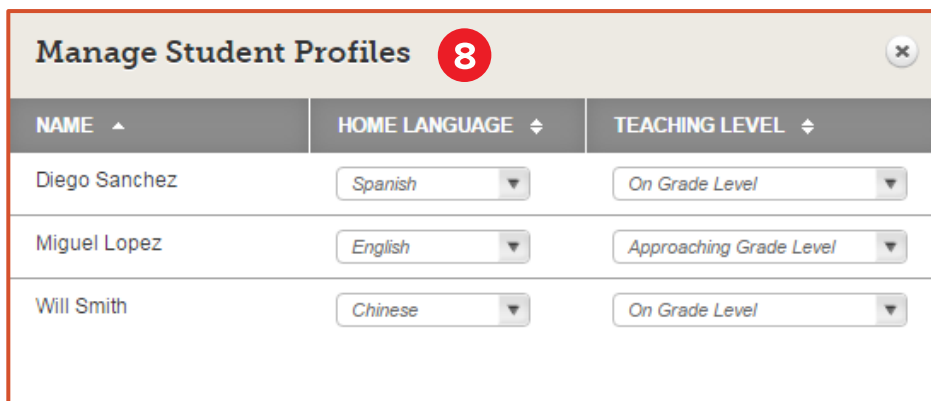 Manage Student Profiles 8
NAME HOME LANGUAGE TEACHING LEVEL
Diego Sanchez Spanish On Grade Level
Miguel Lopez English Approaching Grade Level
Will Smith Chinese On Grade Level